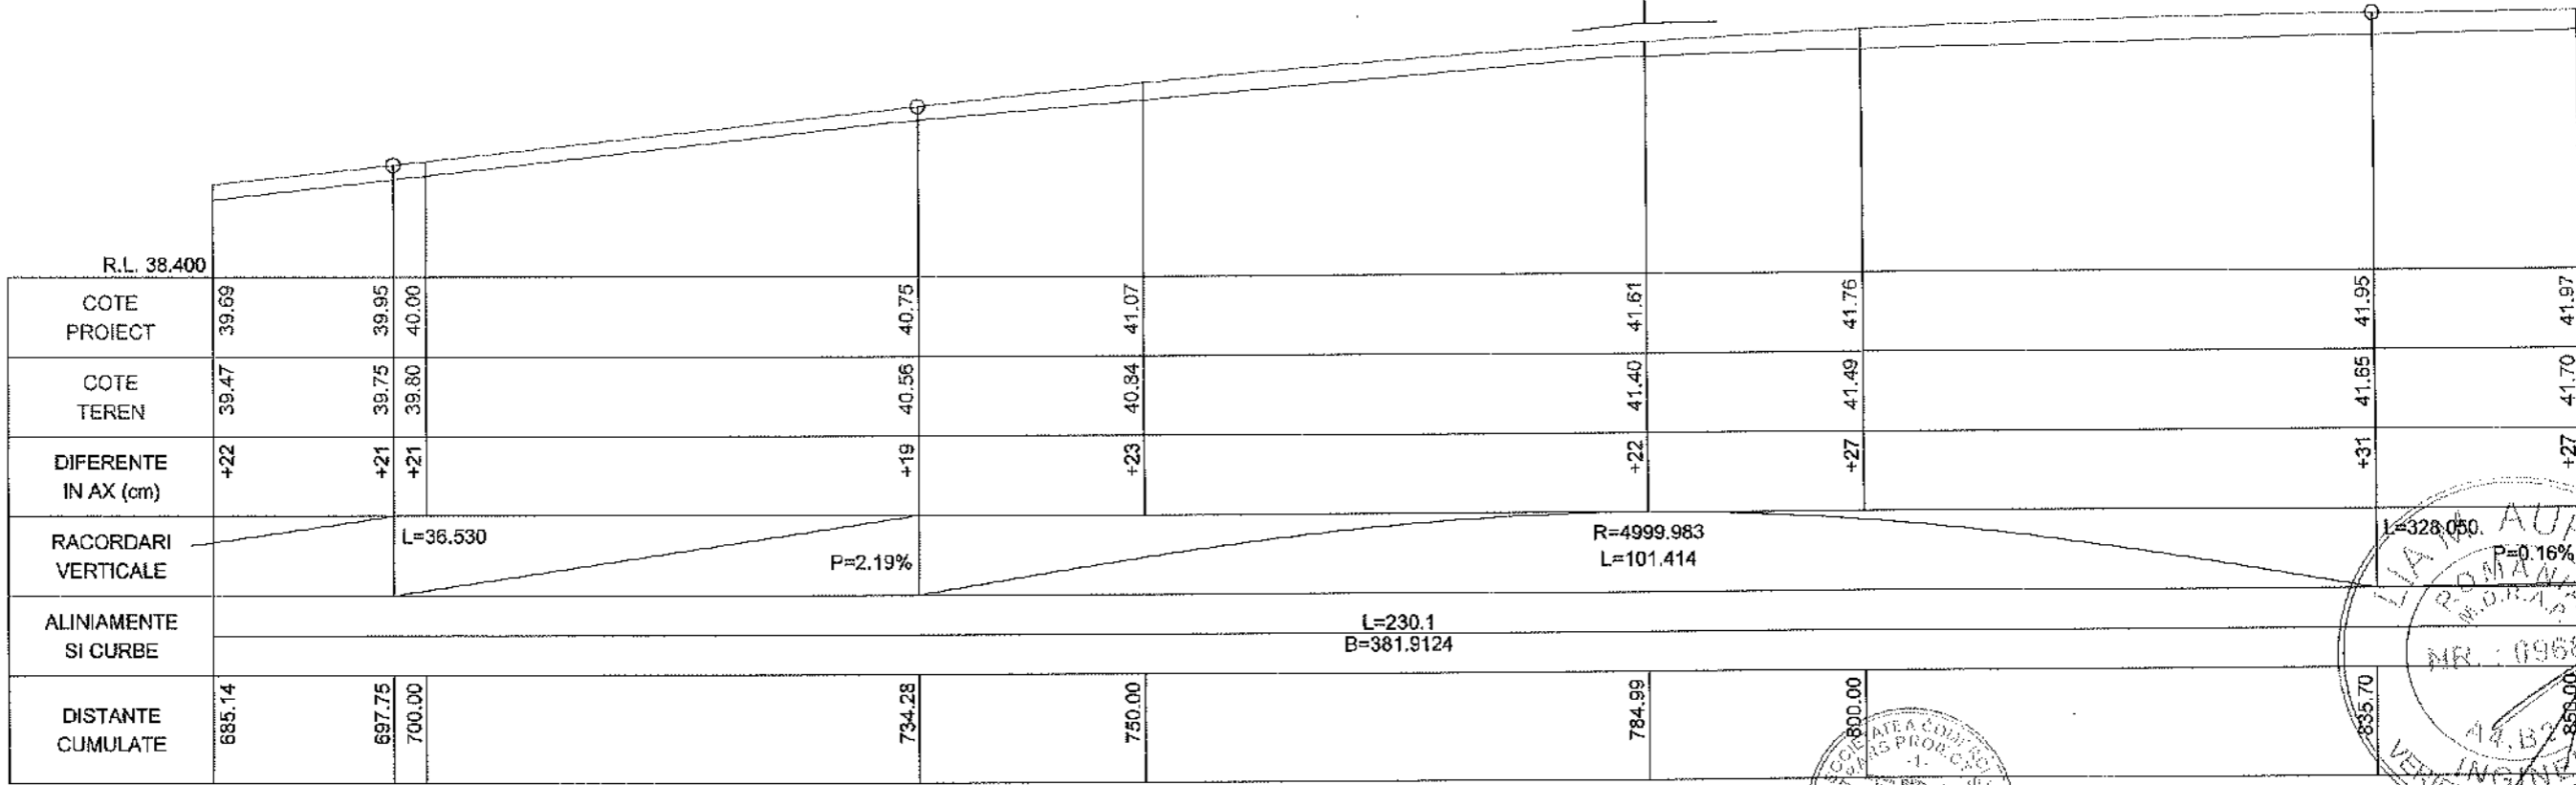 R.L. 38.400
COTE
PROIECT
39.69 39.95 40.00 40.75 41.07 41.61 41.76 41.95 41.97
COTE
TEREN
39.47 39.75 39.80 40.56 40.84 41.40 41.49 41.65 41.70
DIFERENTE
IN AX (cm)
+22 +21 +21 +19 +23 +22 +27 +31 +27
RACORDARI
VERTICALE
L=36.530
P=2.19%
R=4999.983
L=101.414
L=328.050
P=0.16%
ALINIAMENTE
SI CURBE
L=230.1
B=381.9124
DISTANTE
CUMULATE
685.14 697.75 700.00 734.28 750.00 784.99 800.00 835.70 850.00